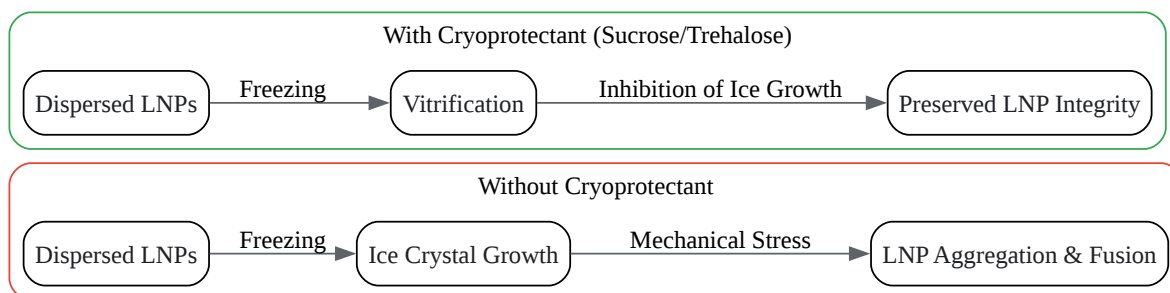 With Cryoprotectant (Sucrose/Trehalose)
Dispersed LNPs
Freezing
Vitrification
Inhibition of Ice Growth
Preserved LNP Integrity
Without Cryoprotectant
Dispersed LNPs
Freezing
Ice Crystal Growth
Mechanical Stress
LNP Aggregation & Fusion